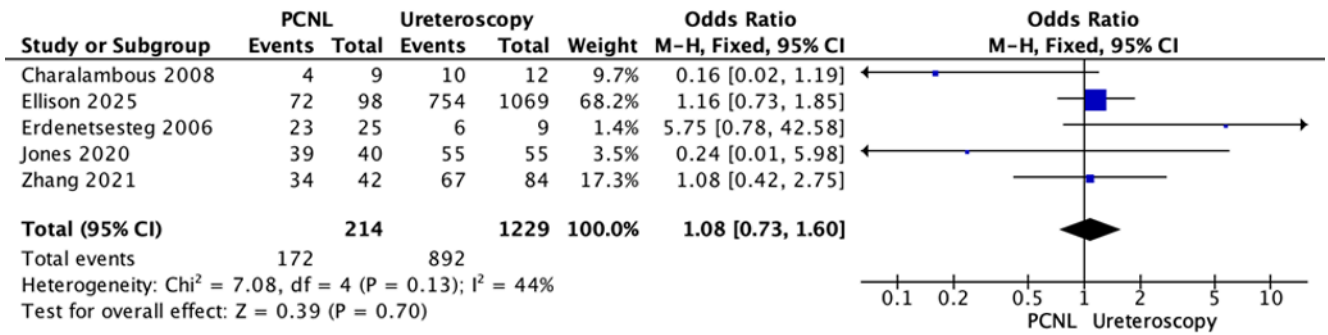 PCNL Ureteroscopy Odds Ratio Odds Ratio
Study or Subgroup Events Total Events Total Weight M-H, Fixed, 95% CI M-H, Fixed, 95% CI
Charalambous 2008 4 9 10 12 9.7% 0.16 [0.02, 1.19]
Ellison 2025 72 98 754 1069 68.2% 1.16 [0.73, 1.85]
Erdenetsesteg 2006 23 25 6 9 1.4% 5.75 [0.78, 42.58]
Jones 2020 39 40 55 55 3.5% 0.24 [0.01, 5.98]
Zhang 2021 34 42 67 84 17.3% 1.08 [0.42, 2.75]
Total (95% CI) 214 1229 100.0% 1.08 [0.73, 1.60]
Total events 172 892
Heterogeneity: Chi² = 7.08, df = 4 (P = 0.13); I² = 44%
Test for overall effect: Z = 0.39 (P = 0.70)
0.1 0.2 0.5 1 2 5 10
PCNL Ureteroscopy